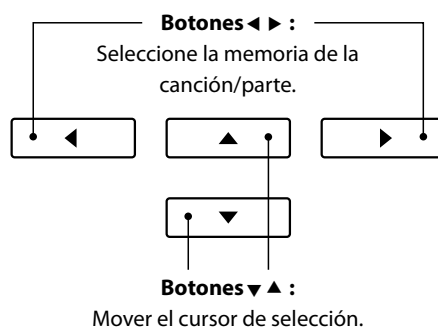 Botones ◀ ▶ :
Seleccione la memoria de la
canción/parte.
Botones ▼ ▲ :
Mover el cursor de selección.